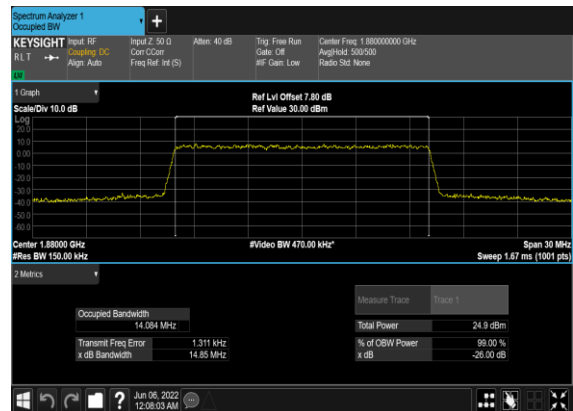 Spectrum Analyzer 1
Occupied BW
KEYSIGHT
R L T
LW
Input: RF
Coupling: DC
Align: Auto
Input Z: 50 Ω
Corr CCorr
Freq Ref: Int (S)
Atten: 40 dB
Trig: Free Run
Gate: Off
#IF Gain: Low
Center Freq: 1.880000000 GHz
Avg|Hold: 500/500
Radio Std: None
1 Graph
Scale/Div 10.0 dB
Ref Lvl Offset 7.80 dB
Ref Value 30.00 dBm
Log
20.0
10.0
0.00
-10.0
-20.0
-30.0
-40.0
-50.0
-60.0
Center 1.88000 GHz
#Video BW 470.00 kHz*
Span 30 MHz
#Res BW 150.00 kHz
Sweep 1.67 ms (1001 pts)
2 Metrics
Measure Trace
Trace 1
Occupied Bandwidth
14.084 MHz
Total Power
24.9 dBm
Transmit Freq Error
1.311 kHz
% of OBW Power
99.00 %
x dB Bandwidth
14.85 MHz
x dB
-26.00 dB
?
Jun 06, 2022
12:08:03 AM